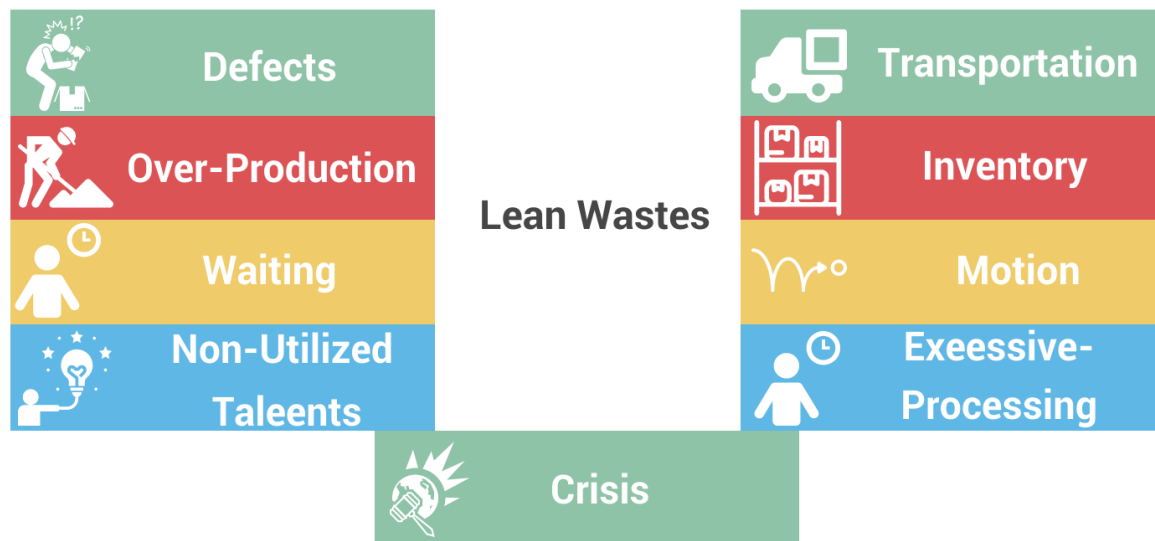 !?
Defects
Over-Production
Waiting
Non-Utilized
Taleents
Lean Wastes
Transportation
Inventory
Motion
Exeessive-
Processing
Crisis